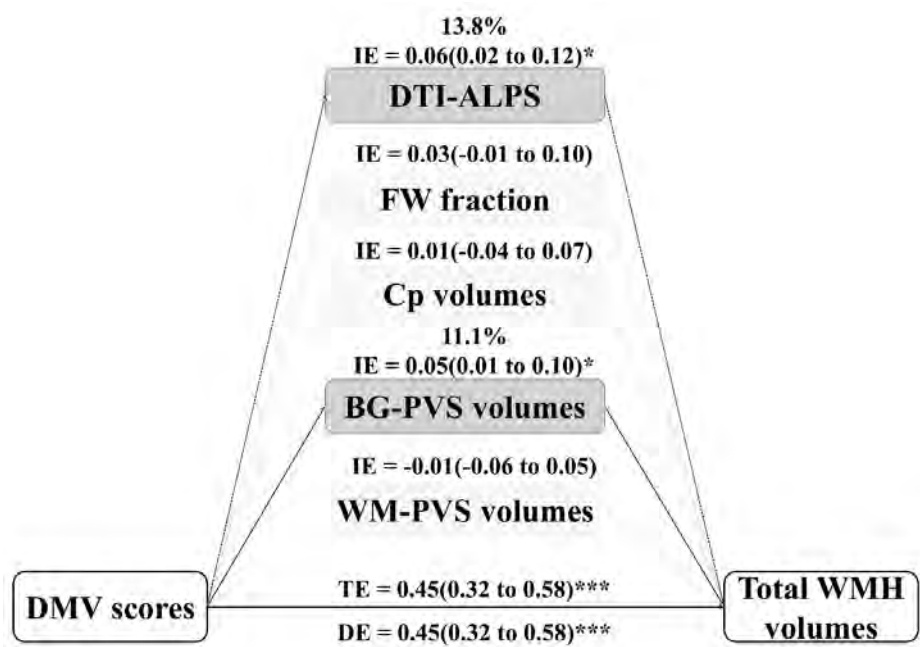 13.8%
IE = 0.06(0.02 to 0.12)*
DTI-ALPS
IE = 0.03(-0.01 to 0.10)
FW fraction
IE = 0.01(-0.04 to 0.07)
Cp volumes
11.1%
IE = 0.05(0.01 to 0.10)*
BG-PVS volumes
IE = -0.01(-0.06 to 0.05)
WM-PVS volumes
DMV scores
TE = 0.45(0.32 to 0.58)***
DE = 0.45(0.32 to 0.58)***
Total WMH
volumes